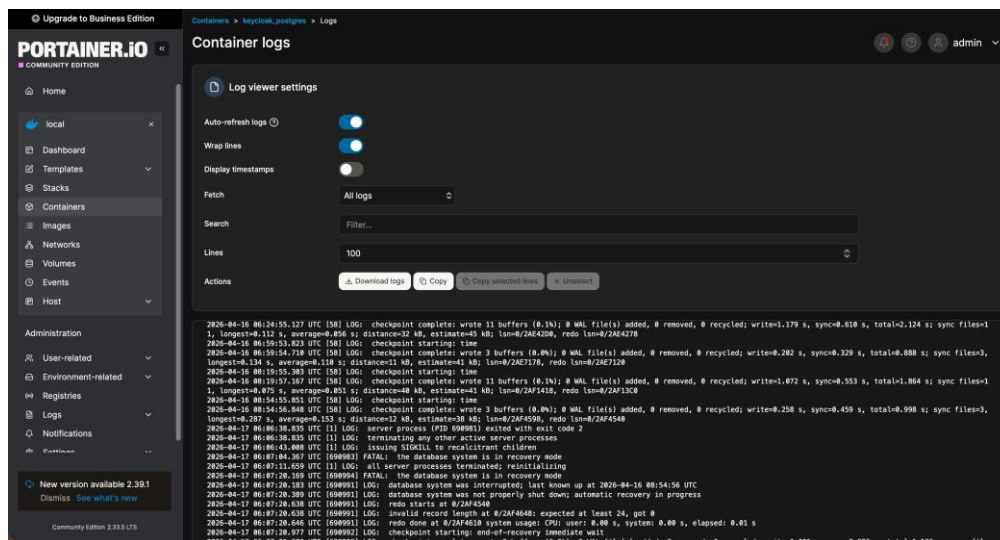 Upgrade to Business Edition
PORTAINER.iO
COMMUNITY EDITION
Home
local
Dashboard
Templates
Stacks
Containers
Images
Networks
Volumes
Events
Host
Administration
User-related
Environment-related
Registries
Logs
Notifications
Settings
New version available 2.39.1
Dismiss See what's new
Community Edition 2.33.5 LTS
Containers > keycloak_postgres > Logs
Container logs
admin
Log viewer settings
Auto-refresh logs
Wrap lines
Display timestamps
Fetch All logs
Search Filter...
Lines 100
Actions Download logs Copy Copy selected lines Unselect
2026-04-16 06:24:55.127 UTC [58] LOG: checkpoint complete: wrote 11 buffers (0.1%); 0 WAL file(s) added, 0 removed, 0 recycled; write=1.179 s, sync=0.610 s, total=2.124 s; sync files=1
1, longest=0.112 s, average=0.056 s; distance=32 kB, estimate=45 kB; lsn=0/2AE42D0, redo lsn=0/2AE4278
2026-04-16 06:59:53.823 UTC [58] LOG: checkpoint starting: time
2026-04-16 06:59:54.710 UTC [58] LOG: checkpoint complete: wrote 3 buffers (0.0%); 0 WAL file(s) added, 0 removed, 0 recycled; write=0.202 s, sync=0.329 s, total=0.888 s; sync files=3,
longest=0.134 s, average=0.110 s; distance=11 kB, estimate=41 kB; lsn=0/2AE7178, redo lsn=0/2AE7120
2026-04-16 08:19:55.303 UTC [58] LOG: checkpoint starting: time
2026-04-16 08:19:57.167 UTC [58] LOG: checkpoint complete: wrote 11 buffers (0.1%); 0 WAL file(s) added, 0 removed, 0 recycled; write=1.072 s, sync=0.553 s, total=1.864 s; sync files=1
1, longest=0.075 s, average=0.051 s; distance=40 kB, estimate=41 kB; lsn=0/2AF1418, redo lsn=0/2AF13C0
2026-04-16 08:54:55.851 UTC [58] LOG: checkpoint starting: time
2026-04-16 08:54:56.848 UTC [58] LOG: checkpoint complete: wrote 3 buffers (0.0%); 0 WAL file(s) added, 0 removed, 0 recycled; write=0.258 s, sync=0.459 s, total=0.998 s; sync files=3,
longest=0.287 s, average=0.153 s; distance=12 kB, estimate=38 kB; lsn=0/2AF4598, redo lsn=0/2AF4540
2026-04-17 06:06:38.835 UTC [1] LOG: server process (PID 690981) exited with exit code 2
2026-04-17 06:06:38.835 UTC [1] LOG: terminating any other active server processes
2026-04-17 06:06:43.008 UTC [1] LOG: issuing SIGKILL to recalcitrant children
2026-04-17 06:07:04.367 UTC [690983] FATAL: the database system is in recovery mode
2026-04-17 06:07:11.659 UTC [1] LOG: all server processes terminated; reinitializing
2026-04-17 06:07:20.169 UTC [690994] FATAL: the database system is in recovery mode
2026-04-17 06:07:20.183 UTC [690991] LOG: database system was interrupted; last known up at 2026-04-16 08:54:56 UTC
2026-04-17 06:07:20.389 UTC [690991] LOG: database system was not properly shut down; automatic recovery in progress
2026-04-17 06:07:20.638 UTC [690991] LOG: redo starts at 0/2AF4540
2026-04-17 06:07:20.638 UTC [690991] LOG: invalid record length at 0/2AF4648: expected at least 24, got 0
2026-04-17 06:07:20.646 UTC [690991] LOG: redo done at 0/2AF4610 system usage: CPU: user: 0.00 s, system: 0.00 s, elapsed: 0.01 s
2026-04-17 06:07:20.977 UTC [690992] LOG: checkpoint starting: end-of-recovery immediate wait